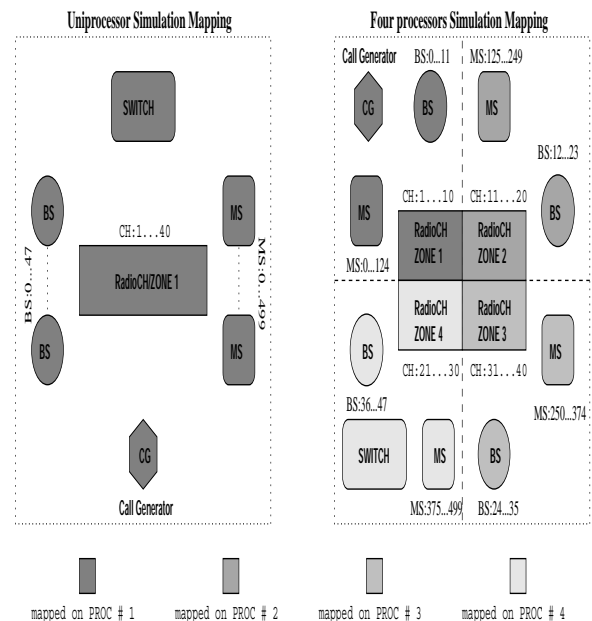 Uniprocessor Simulation Mapping
SWITCH
BS
MS
CH:1...40
RadioCH/ZONE 1
BS:0...47
MS:0...499
BS
MS
CG
Call Generator
Four processors Simulation Mapping
Call Generator
BS:0...11
MS:125...249
CG
BS
MS
BS:12...23
MS
CH:1...10
CH:11...20
BS
RadioCH
ZONE 1
RadioCH
ZONE 2
MS:0...124
RadioCH
ZONE 4
RadioCH
ZONE 3
BS
MS
CH:21...30
CH:31...40
BS:36...47
MS:250...374
SWITCH
MS
BS
MS:375...499
BS:24...35
mapped on PROC # 1
mapped on PROC # 2
mapped on PROC # 3
mapped on PROC # 4